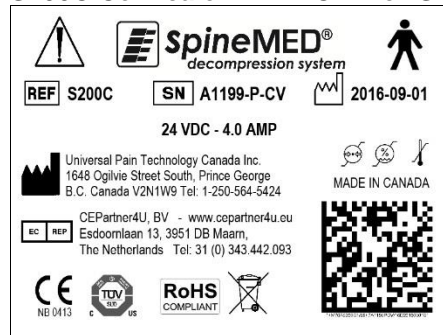 SpineMED®
decompression system
REF S200C SN A1199-P-CV 2016-09-01
24 VDC - 4.0 AMP
Universal Pain Technology Canada Inc.
1648 Ogilvie Street South, Prince George
B.C. Canada V2N1W9 Tel: 1-250-564-5424
MADE IN CANADA
EC REP
CEPartner4U, BV - www.cepartner4u.eu
Esdoornlaan 13, 3951 DB Maarn,
The Netherlands Tel: 31 (0) 343.442.093
CE
NB 0413
TÜV
SÜD
C US
RoHS
COMPLIANT